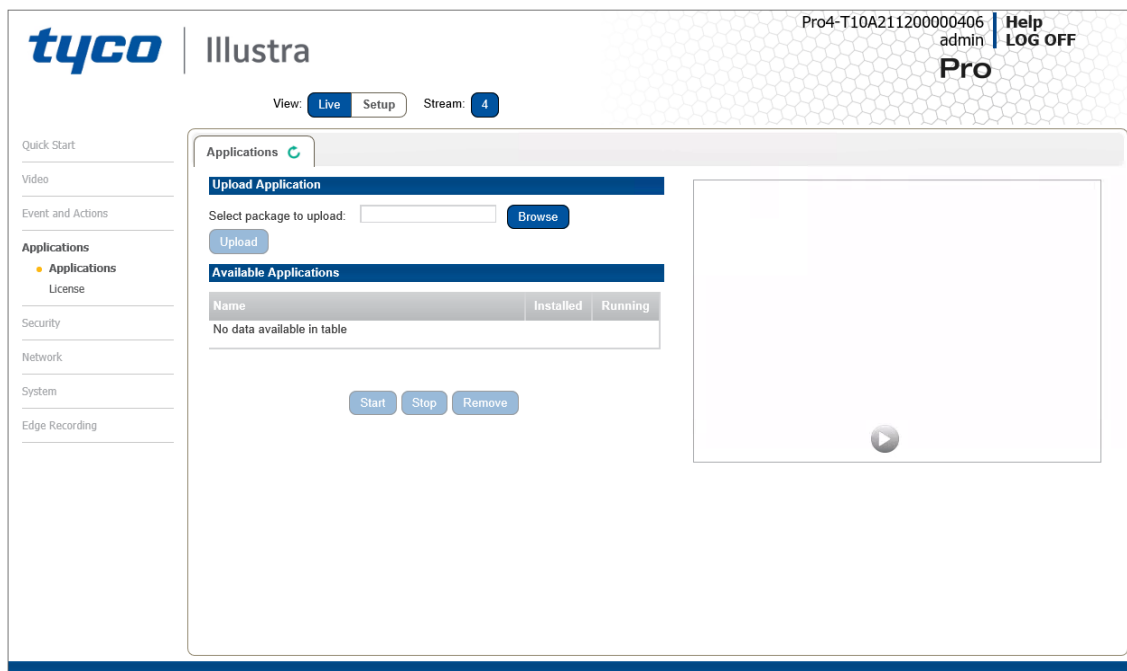 tyco Illustra
Pro4-T10A211200000406 Help
admin LOG OFF
Pro
View: Live Setup Stream: 4
Quick Start
Video
Event and Actions
Applications
Applications
License
Security
Network
System
Edge Recording
Applications
Upload Application
Select package to upload: Browse
Upload
Available Applications
Name Installed Running
No data available in table
Start Stop Remove